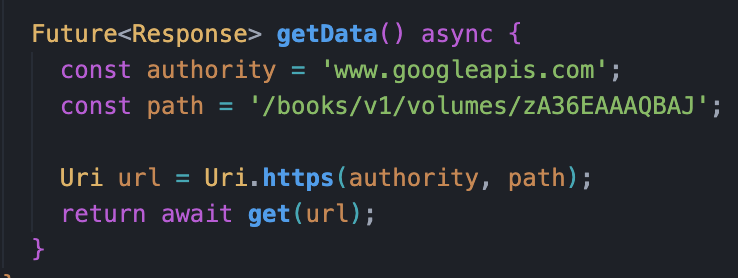 Future<Response> getData() async {
const authority = 'www.googleapis.com';
const path = '/books/v1/volumes/zA36EAAAQBAJ';
Uri url = Uri.https(authority, path);
return await get(url);
}